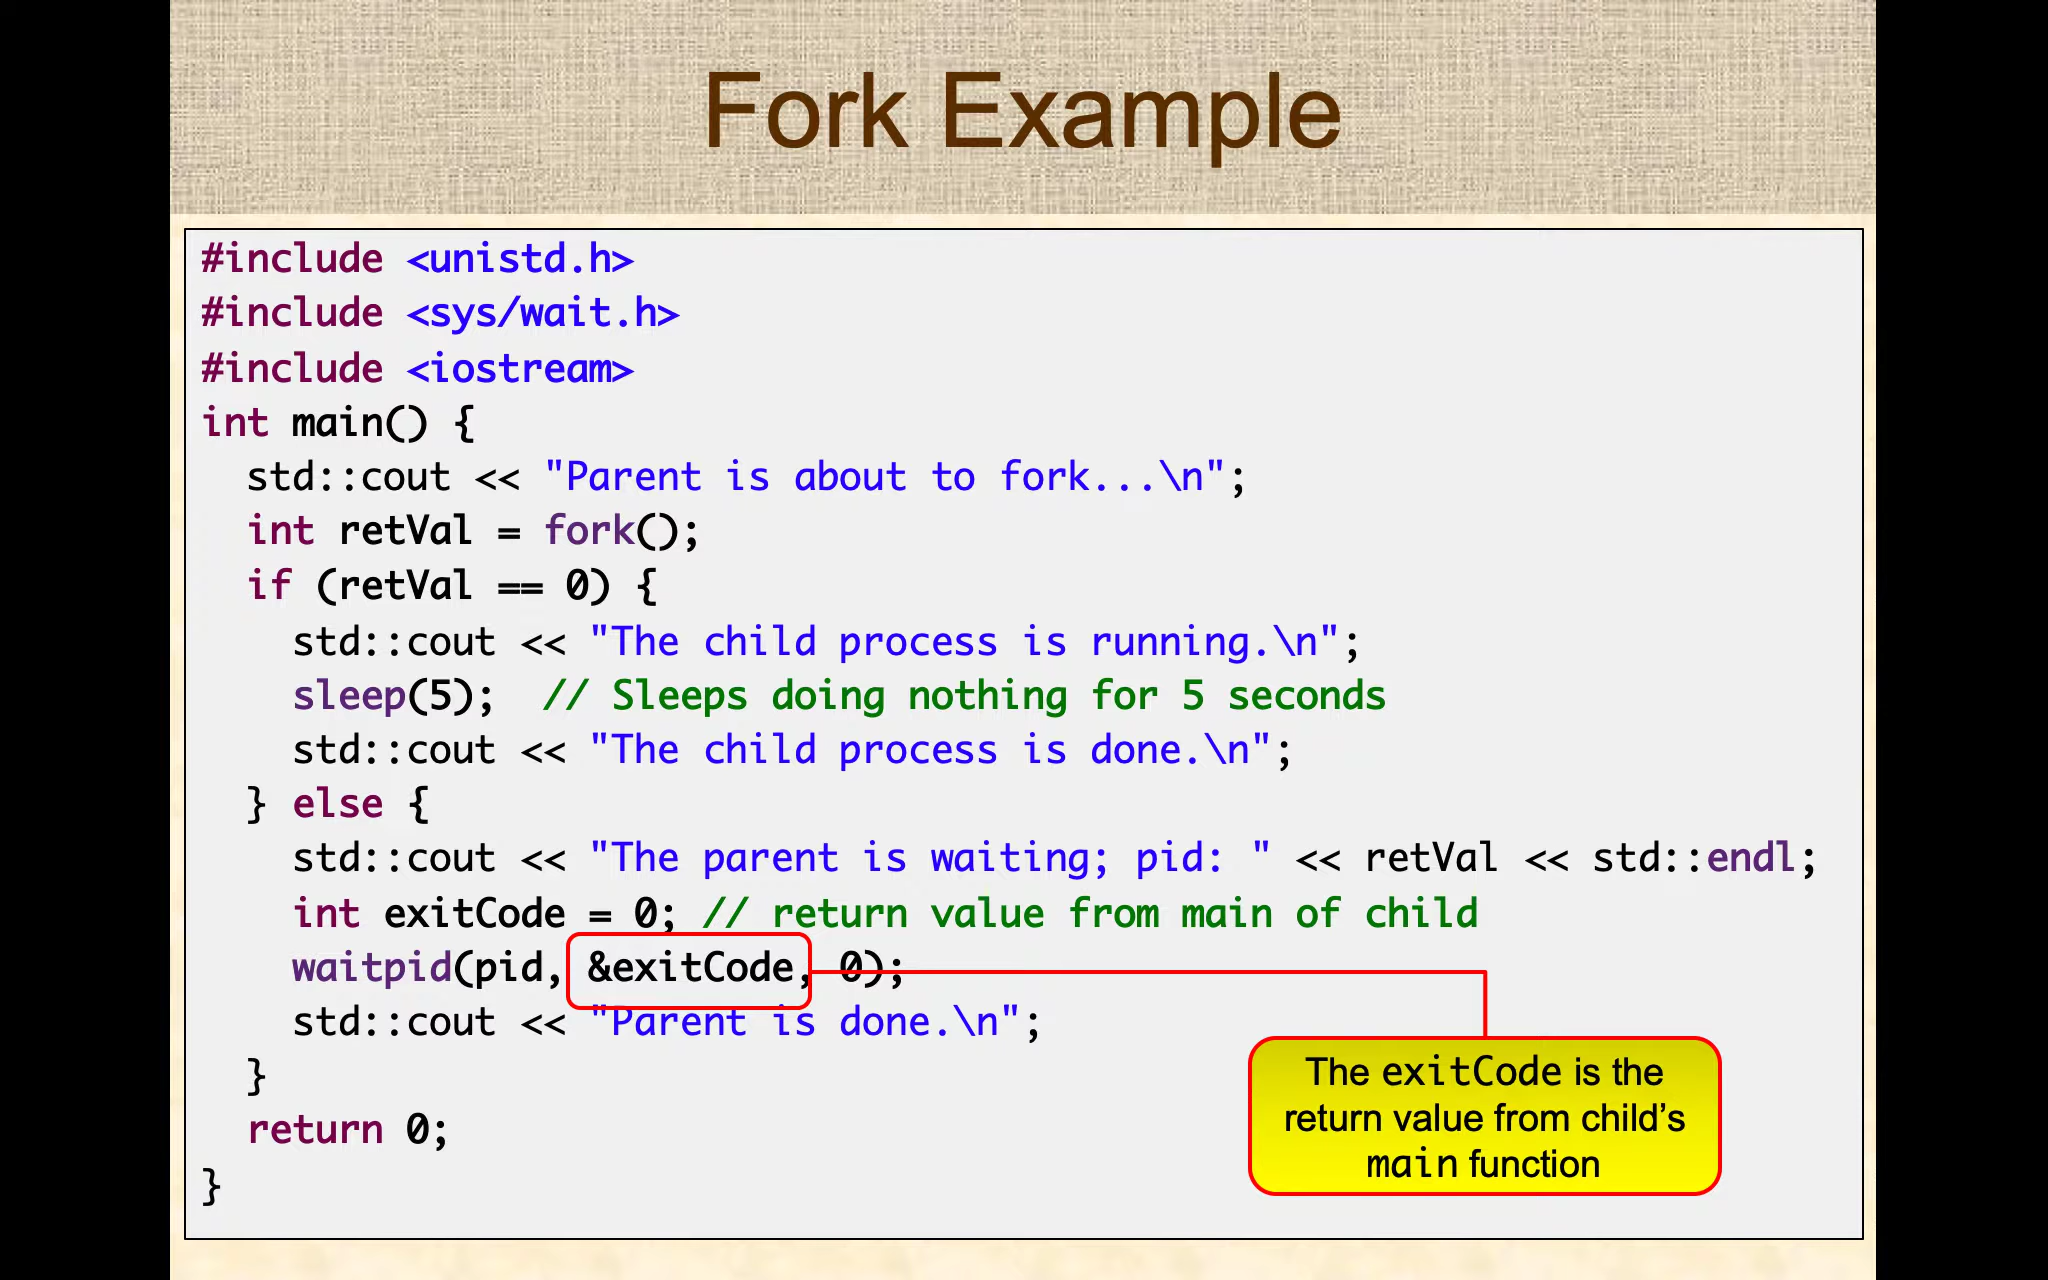 Fork Example
#include <unistd.h>
#include <sys/wait.h>
#include <iostream>
int main() {
  std::cout << "Parent is about to fork...\n";
  int retVal = fork();
  if (retVal == 0) {
    std::cout << "The child process is running.\n";
    sleep(5);  // Sleeps doing nothing for 5 seconds
    std::cout << "The child process is done.\n";
  } else {
    std::cout << "The parent is waiting; pid: " << retVal << std::endl;
    int exitCode = 0; // return value from main of child
    waitpid(pid, &exitCode, 0);
    std::cout << "Parent is done.\n";
  }
  return 0;
}
The exitCode is the
return value from child’s
main function